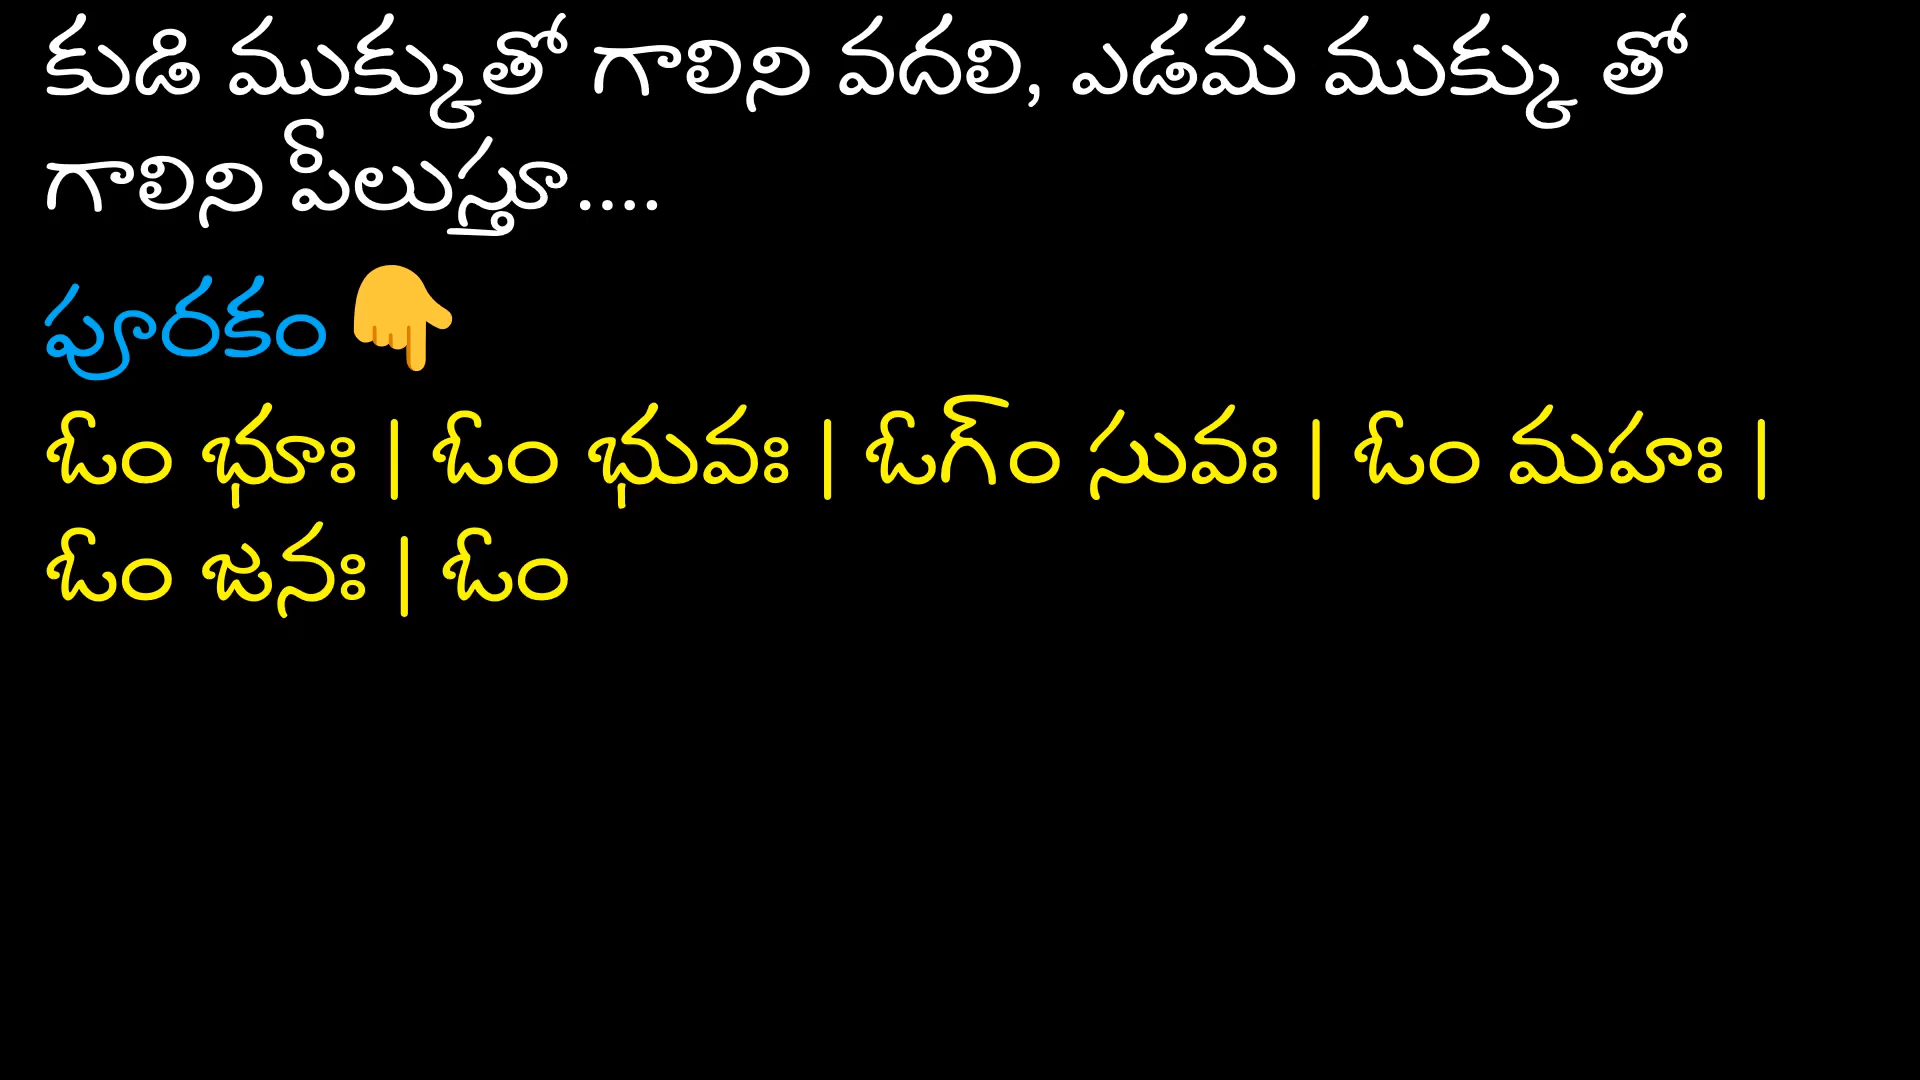 కుడి ముక్కుతో గాలిని వదలి, ఎడమ ముక్కు తో
గాలిని పీలుస్తూ....
పూరకం 👇
ఓం భూః | ఓం భువః | ఓగ్ం సువః | ఓం మహః |
ఓం జనః | ఓం